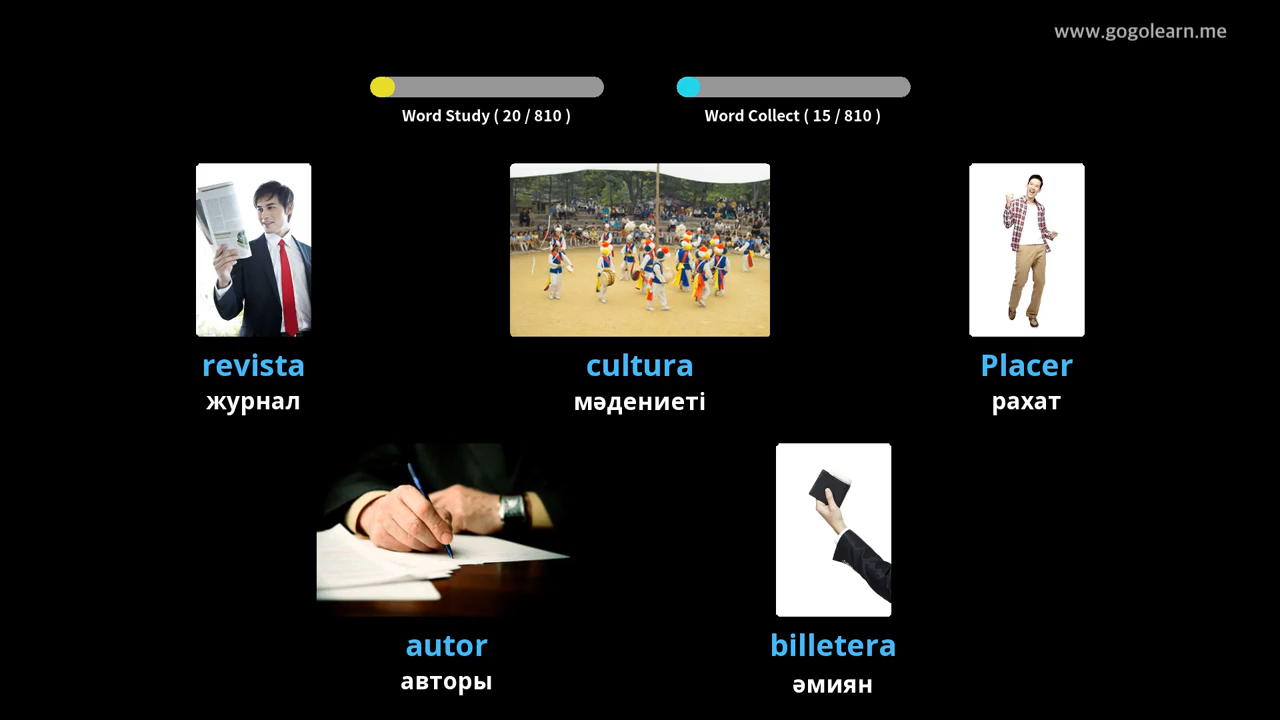 www.gogolearn.me
Word Study ( 20 / 810 )
Word Collect ( 15 / 810 )
revista
журнал
cultura
мәдениеті
Placer
рахат
autor
авторы
billetera
әмиян